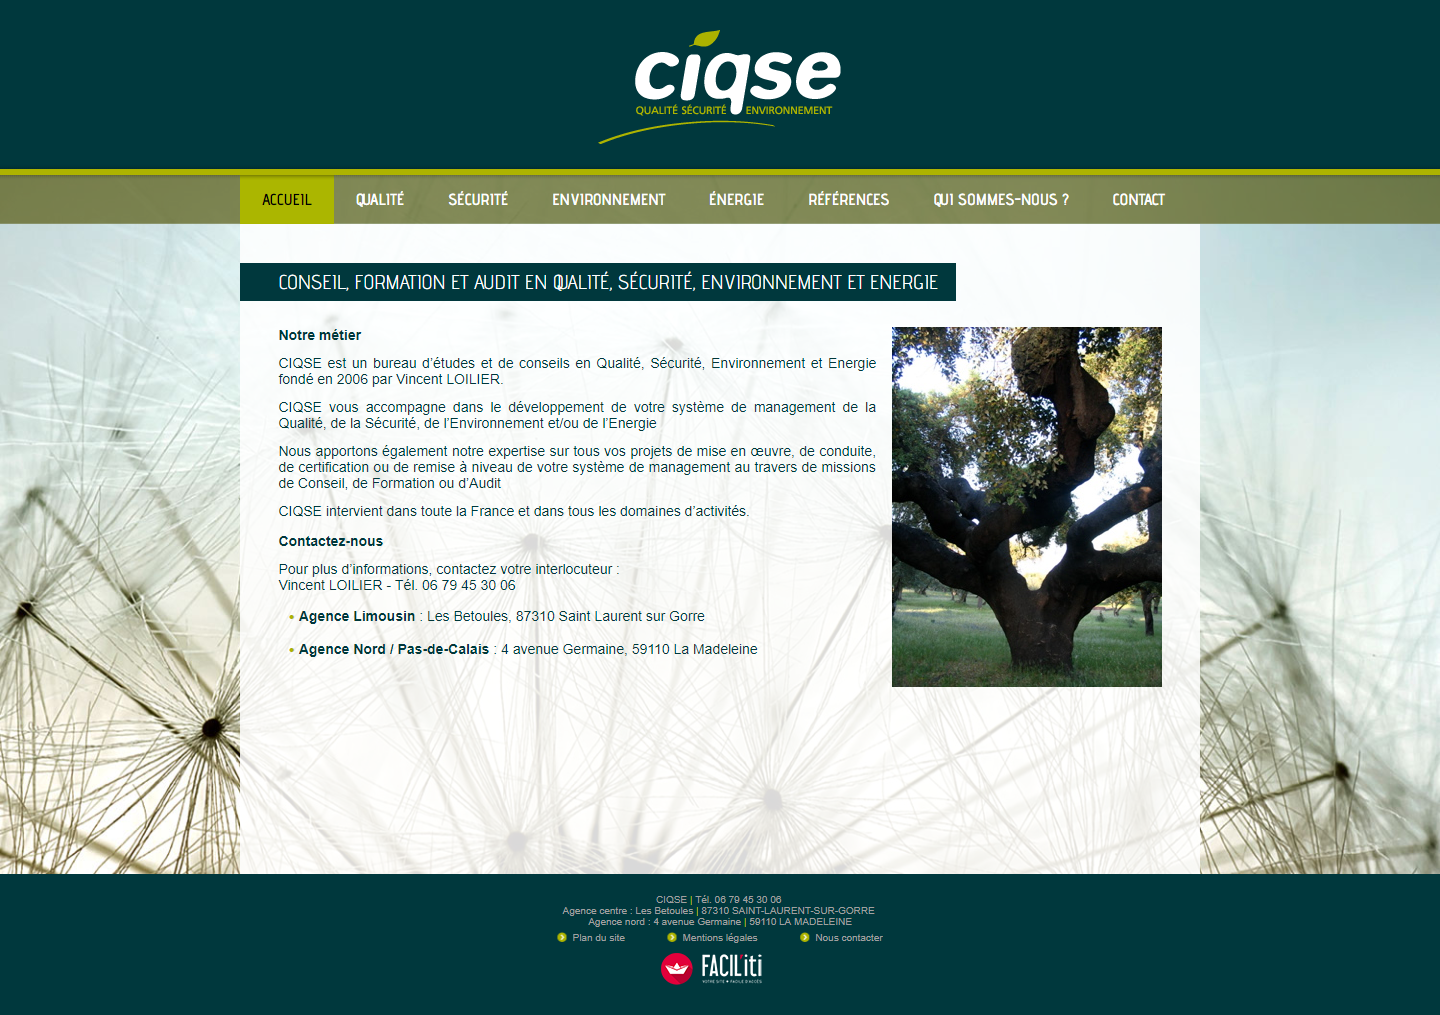 ciqse
QUALITÉ SÉCURITÉ ENVIRONNEMENT
ACCUEIL QUALITÉ SÉCURITÉ ENVIRONNEMENT ÉNERGIE RÉFÉRENCES QUI SOMMES-NOUS ? CONTACT
CONSEIL, FORMATION ET AUDIT EN QUALITÉ, SÉCURITÉ, ENVIRONNEMENT ET ENERGIE
Notre métier
CIQSE est un bureau d’études et de conseils en Qualité, Sécurité, Environnement et Energie
fondé en 2006 par Vincent LOILIER.
CIQSE vous accompagne dans le développement de votre système de management de la
Qualité, de la Sécurité, de l’Environnement et/ou de l’Energie
Nous apportons également notre expertise sur tous vos projets de mise en œuvre, de conduite,
de certification ou de remise à niveau de votre système de management au travers de missions
de Conseil, de Formation ou d’Audit
CIQSE intervient dans toute la France et dans tous les domaines d’activités.
Contactez-nous
Pour plus d’informations, contactez votre interlocuteur :
Vincent LOILIER - Tél. 06 79 45 30 06
• Agence Limousin : Les Betoules, 87310 Saint Laurent sur Gorre
• Agence Nord / Pas-de-Calais : 4 avenue Germaine, 59110 La Madeleine
CIQSE | Tél. 06 79 45 30 06
Agence centre : Les Betoules | 87310 SAINT-LAURENT-SUR-GORRE
Agence nord : 4 avenue Germaine | 59110 LA MADELEINE
Plan du site Mentions légales Nous contacter
FACIL'iti
VOTRE SITE • FACILE D'ACCÈS